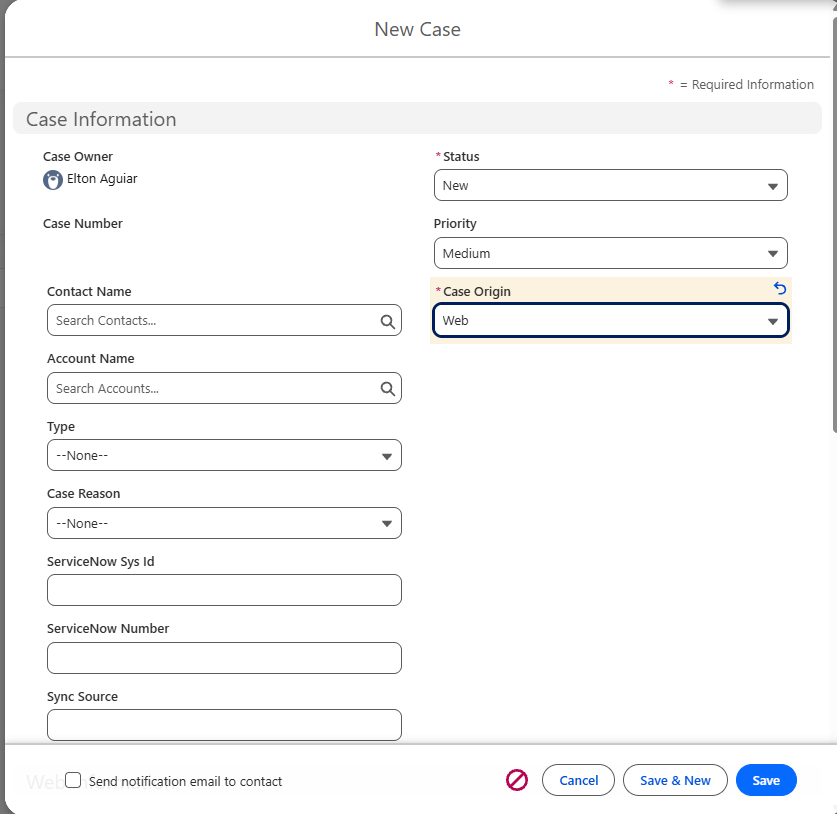 New Case
* = Required Information
Case Information
Case Owner
Elton Aguiar
Case Number
Contact Name
Search Contacts...
Account Name
Search Accounts...
Type
--None--
Case Reason
--None--
ServiceNow Sys Id
ServiceNow Number
Sync Source
* Status
New
Priority
Medium
* Case Origin
Web
Web
Send notification email to contact
Cancel
Save & New
Save